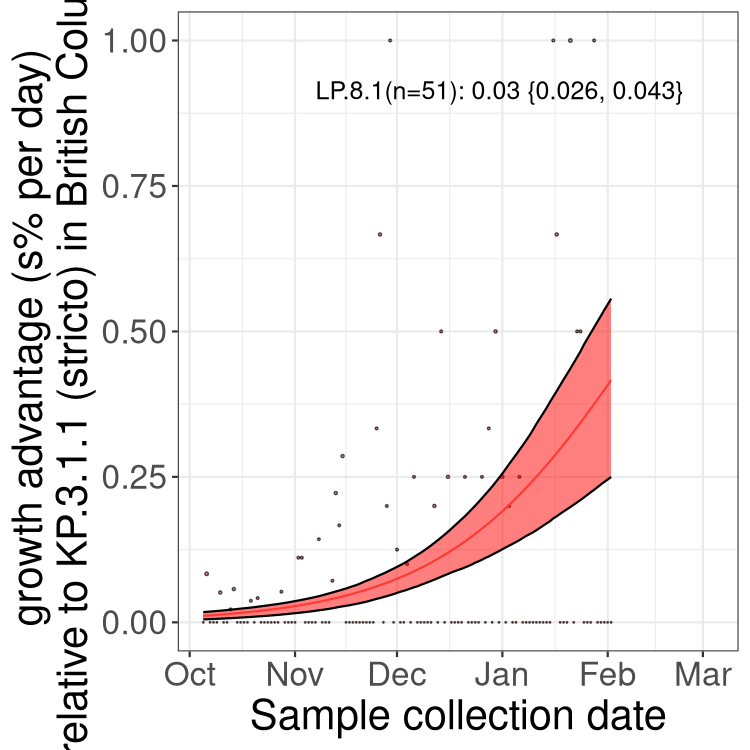 growth advantage (s% per day)
relative to KP.3.1.1 (stricto) in British Colu
1.00
0.75
0.50
0.25
0.00
LP.8.1(n=51): 0.03 {0.026, 0.043}
Oct Nov Dec Jan Feb Mar
Sample collection date